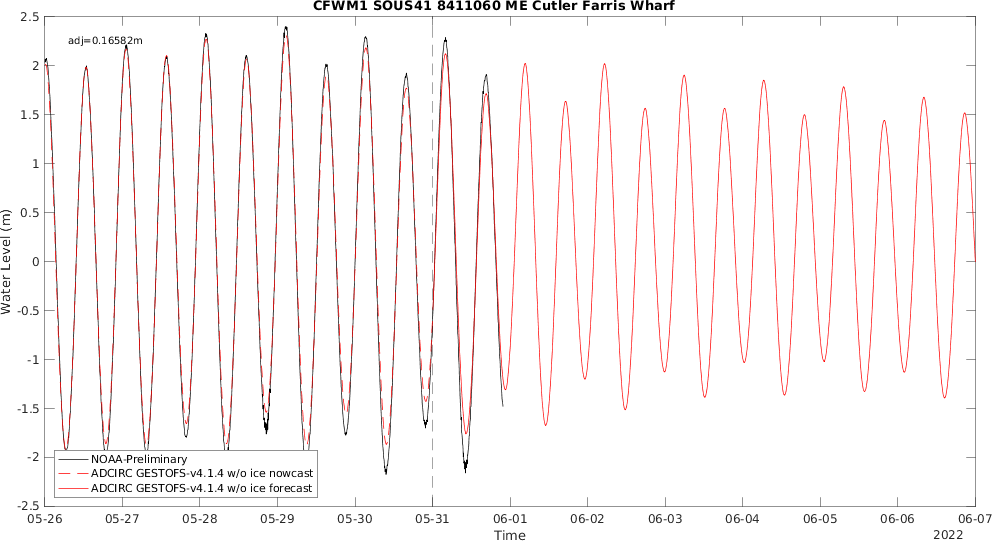 CFWM1 SOUS41 8411060 ME Cutler Farris Wharf
adj=0.16582m
2.5
2
1.5
1
0.5
0
-0.5
-1
-1.5
-2
-2.5
Water Level (m)
NOAA-Preliminary
ADCIRC GESTOFS-v4.1.4 w/o ice nowcast
ADCIRC GESTOFS-v4.1.4 w/o ice forecast
05-26 05-27 05-28 05-29 05-30 05-31 06-01 06-02 06-03 06-04 06-05 06-06 06-07
Time
2022